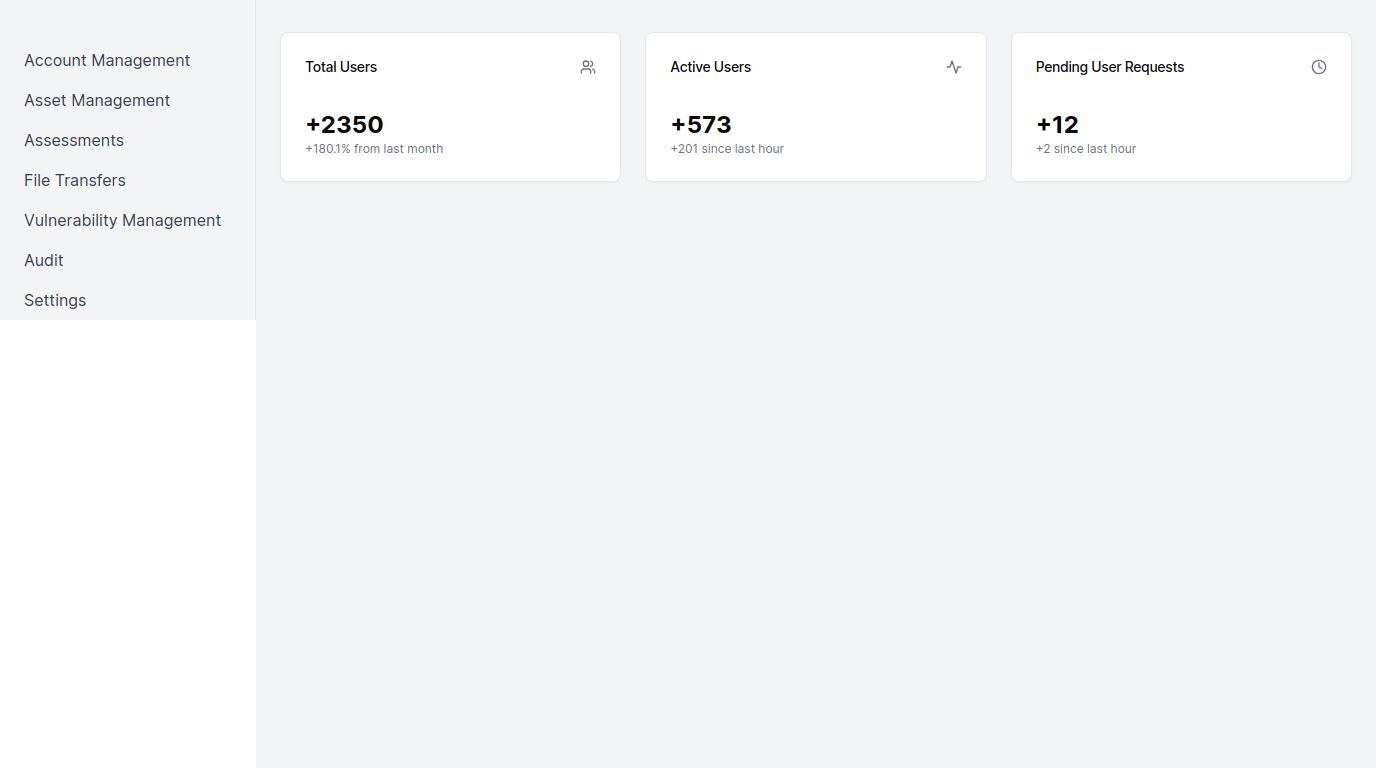 Account Management
Asset Management
Assessments
File Transfers
Vulnerability Management
Audit
Settings
Total Users
+2350
+180.1% from last month
Active Users
+573
+201 since last hour
Pending User Requests
+12
+2 since last hour